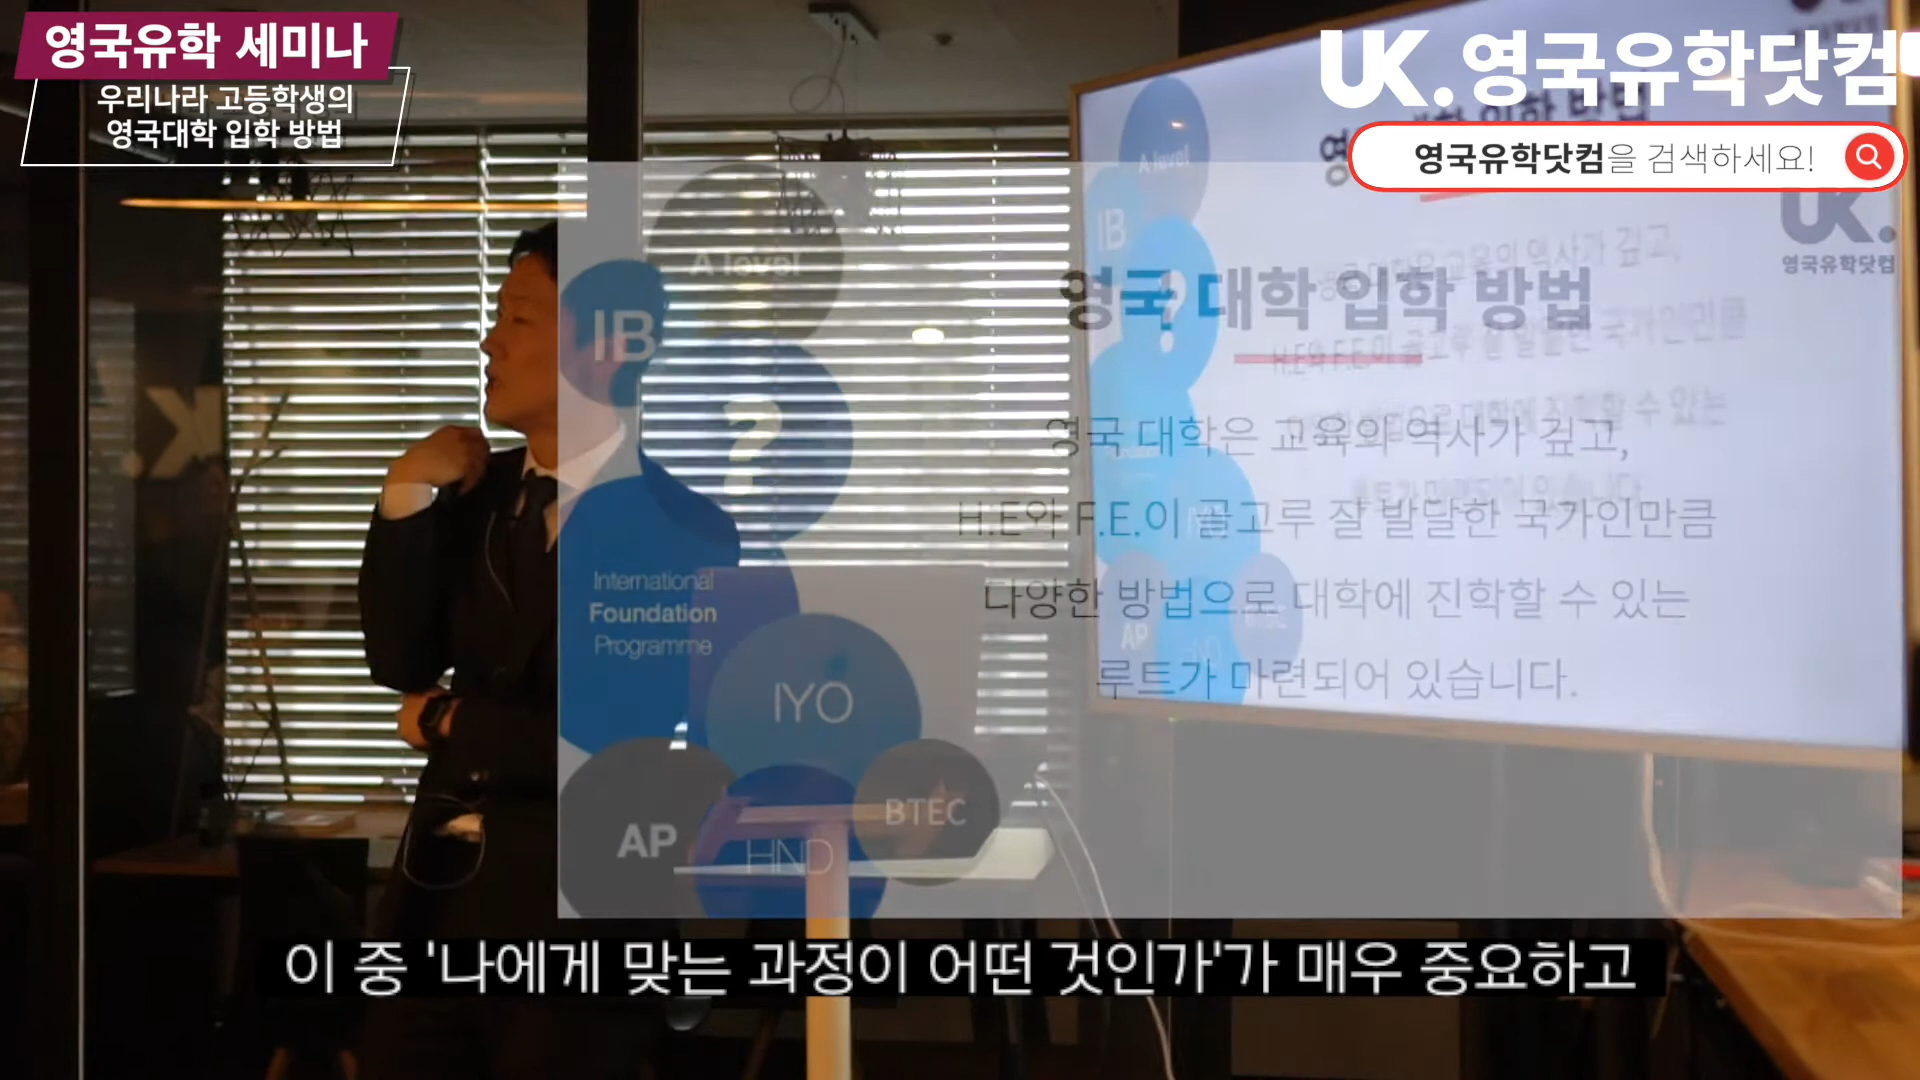 영국유학 세미나
우리나라 고등학생의
영국대학 입학 방법
UK.영국유학닷컴
영국유학닷컴을 검색하세요!
UK.
영국유학닷컴
A level
IB
?
International
Foundation
Programme
IYO
AP
HND
BTEC
영국 대학 입학 방법
영국 대학은 교육의 역사가 깊고,
H.E와 F.E.이 골고루 잘 발달한 국가인만큼
다양한 방법으로 대학에 진학할 수 있는
루트가 마련되어 있습니다.
A level
IB
?
AP
이 중 '나에게 맞는 과정이 어떤 것인가'가 매우 중요하고